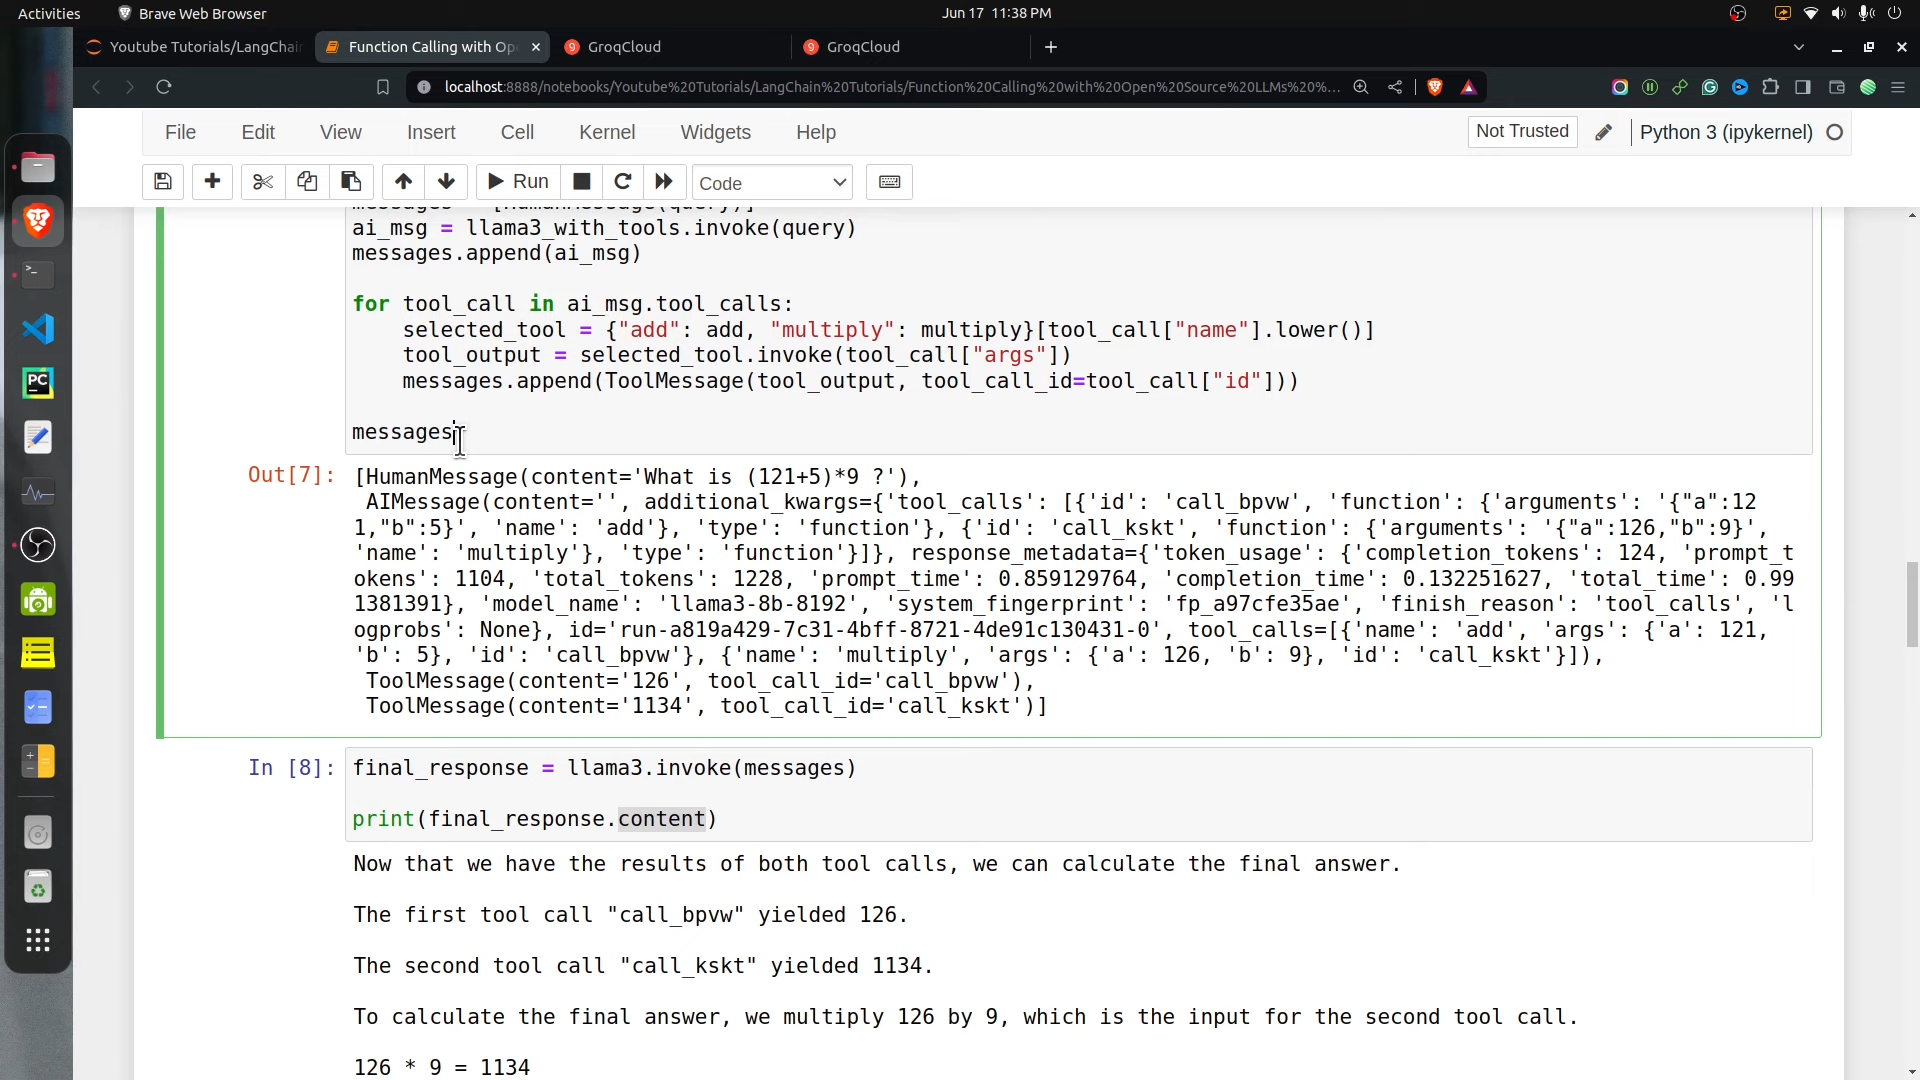 Activities
Brave Web Browser
Jun 17 11:38 PM
Youtube Tutorials/LangChain
Function Calling with Op
GroqCloud
GroqCloud
localhost:8888/notebooks/Youtube%20Tutorials/LangChain%20Tutorials/Function%20Calling%20with%20Open%20Source%20LLMs%20%...
File Edit View Insert Cell Kernel Widgets Help
Not Trusted
Python 3 (ipykernel)
Run
Code
ai_msg = llama3_with_tools.invoke(query)
messages.append(ai_msg)
for tool_call in ai_msg.tool_calls:
    selected_tool = {"add": add, "multiply": multiply}[tool_call["name"].lower()]
    tool_output = selected_tool.invoke(tool_call["args"])
    messages.append(ToolMessage(tool_output, tool_call_id=tool_call["id"]))
messages
Out[7]: [HumanMessage(content='What is (121+5)*9 ?'),
 AIMessage(content='', additional_kwargs={'tool_calls': [{'id': 'call_bpvw', 'function': {'arguments': '{"a":12
1,"b":5}', 'name': 'add'}, 'type': 'function'}, {'id': 'call_kskt', 'function': {'arguments': '{"a":126,"b":9}',
'name': 'multiply'}, 'type': 'function'}]}, response_metadata={'token_usage': {'completion_tokens': 124, 'prompt_t
okens': 1104, 'total_tokens': 1228, 'prompt_time': 0.859129764, 'completion_time': 0.132251627, 'total_time': 0.99
1381391}, 'model_name': 'llama3-8b-8192', 'system_fingerprint': 'fp_a97cfe35ae', 'finish_reason': 'tool_calls', 'l
ogprobs': None}, id='run-a819a429-7c31-4bff-8721-4de91c130431-0', tool_calls=[{'name': 'add', 'args': {'a': 121,
'b': 5}, 'id': 'call_bpvw'}, {'name': 'multiply', 'args': {'a': 126, 'b': 9}, 'id': 'call_kskt'}]),
 ToolMessage(content='126', tool_call_id='call_bpvw'),
 ToolMessage(content='1134', tool_call_id='call_kskt')]
In [8]: final_response = llama3.invoke(messages)
print(final_response.content)
Now that we have the results of both tool calls, we can calculate the final answer.
The first tool call "call_bpvw" yielded 126.
The second tool call "call_kskt" yielded 1134.
To calculate the final answer, we multiply 126 by 9, which is the input for the second tool call.
126 * 9 = 1134